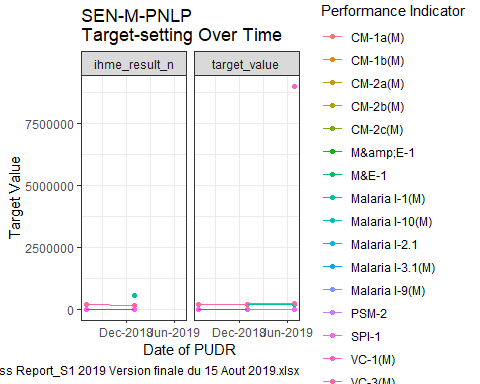 SEN-M-PNLP
Target-setting Over Time
ihme_result_n
target_value
7500000
5000000
2500000
0
Target Value
Dec-2018
Jun-2019
Dec-2018
Jun-2019
Date of PUDR
ss Report_S1 2019 Version finale du 15 Aout 2019.xlsx
Performance Indicator
CM-1a(M)
CM-1b(M)
CM-2a(M)
CM-2b(M)
CM-2c(M)
M&amp;E-1
M&E-1
Malaria I-1(M)
Malaria I-10(M)
Malaria I-2.1
Malaria I-3.1(M)
Malaria I-9(M)
PSM-2
SPI-1
VC-1(M)
VC-3(M)